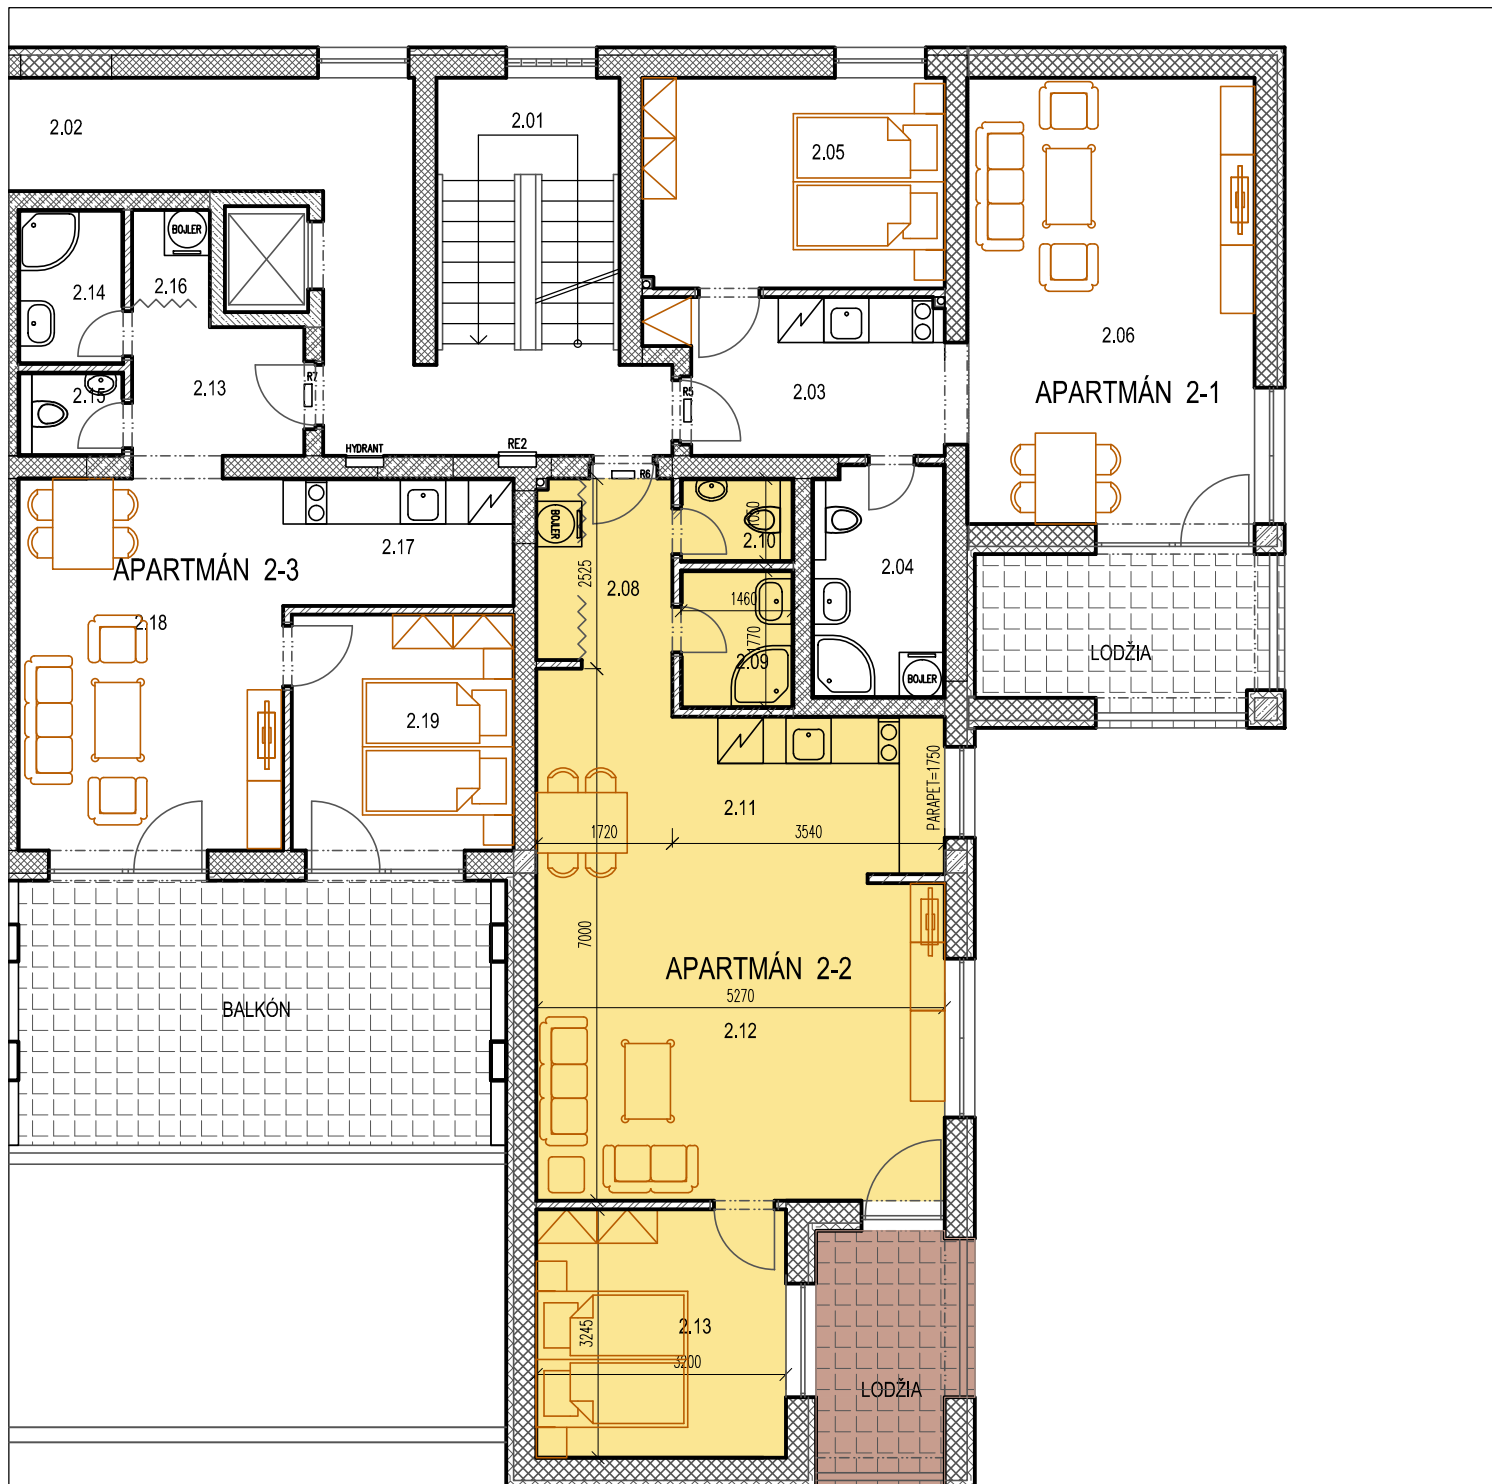 2.01
2.02
2.05
BOJLER
2.14
2.16
2.06
2.15
2.13
R7
R5
2.03
APARTMÁN 2-1
HYDRANT
RE2
R6
BOJLER
1050
2.10
2.17
APARTMÁN 2-3
2525
2.08
2.04
1460
2.18
1770
2.09
LODŽIA
BOJLER
2.19
2.11
PARAPET=1750
1720
3540
7000
APARTMÁN 2-2
5270
BALKÓN
2.12
3245
2.13
3200
LODŽIA